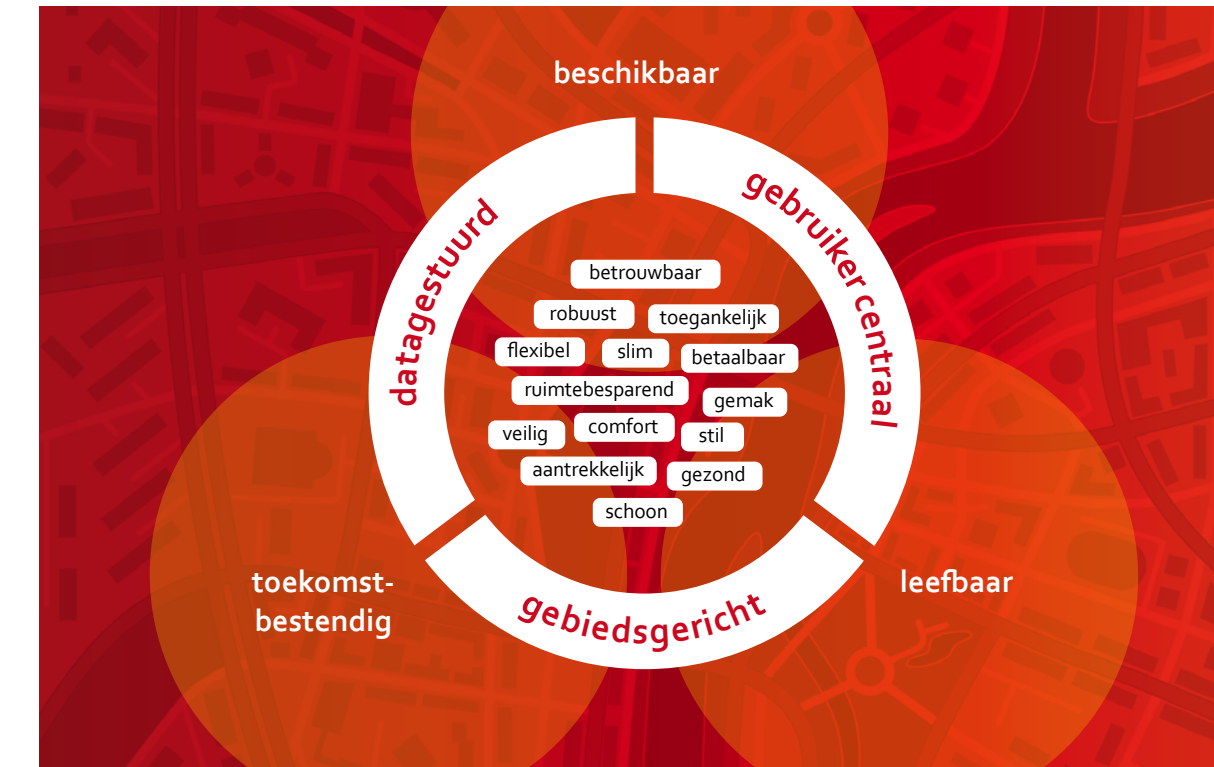 beschikbaar
datagestuurd
gebruiker centraal
betrouwbaar
robuust
toegankelijk
flexibel
slim
betaalbaar
ruimtebesparend
gemak
comfort
veilig
stil
aantrekkelijk
gezond
schoon
toekomst-
bestendig
leefbaar
gebiedsgericht